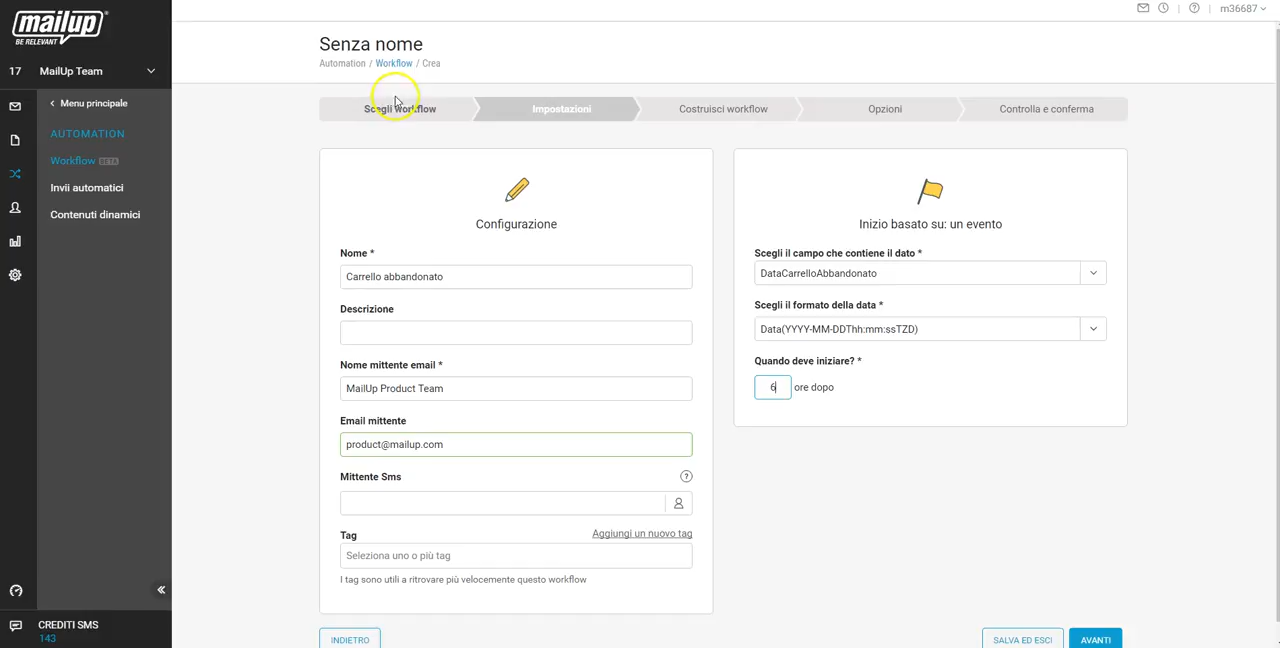 mailup
BE RELEVANT
17 MailUp Team
Menu principale
AUTOMATION
Workflow BETA
Invii automatici
Contenuti dinamici
CREDITI SMS
143
m36687
Senza nome
Automation / Workflow / Crea
Scegli workflow
Impostazioni
Costruisci workflow
Opzioni
Controlla e conferma
Configurazione
Nome *
Carrello abbandonato
Descrizione
Nome mittente email *
MailUp Product Team
Email mittente
product@mailup.com
Mittente Sms
Tag
Aggiungi un nuovo tag
Seleziona uno o più tag
I tag sono utili a ritrovare più velocemente questo workflow
Inizio basato su: un evento
Scegli il campo che contiene il dato *
DataCarrelloAbbandonato
Scegli il formato della data *
Data(YYYY-MM-DDThh:mm:ssTZD)
Quando deve iniziare? *
6 ore dopo
INDIETRO
SALVA ED ESCI
AVANTI